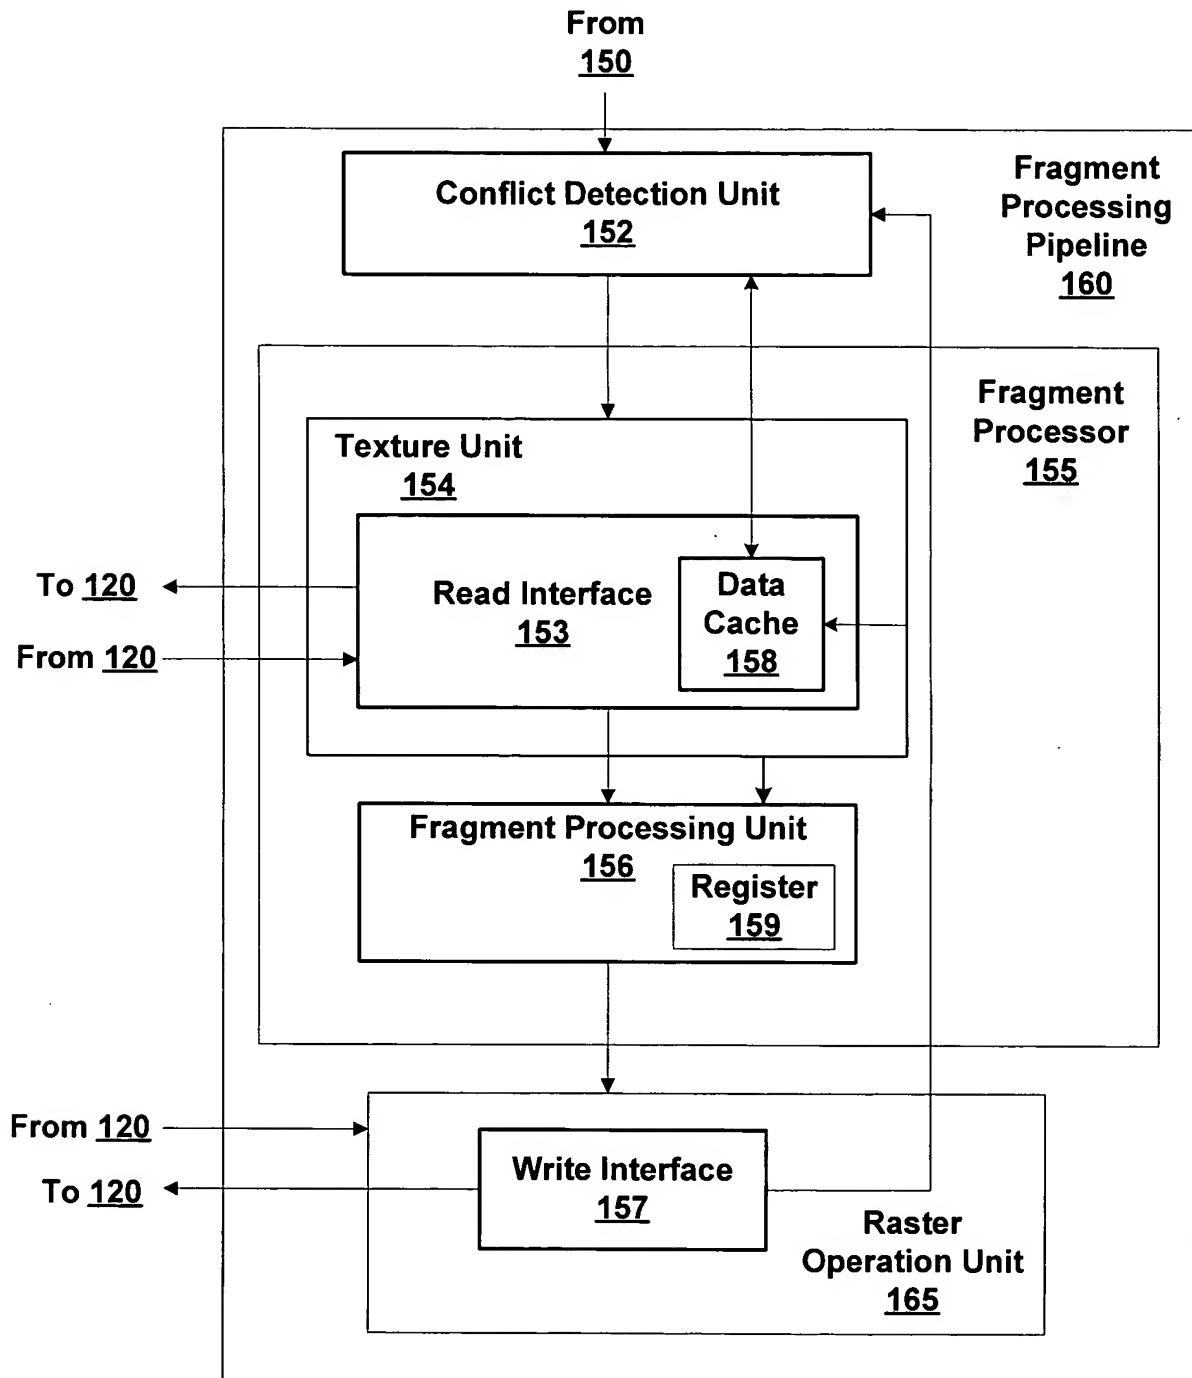 From
150
Conflict Detection Unit
152
Fragment
Processing
Pipeline
160
Fragment
Processor
155
Texture Unit
154
To 120
From 120
Read Interface
153
Data
Cache
158
Fragment Processing Unit
156
Register
159
From 120
To 120
Write Interface
157
Raster
Operation Unit
165